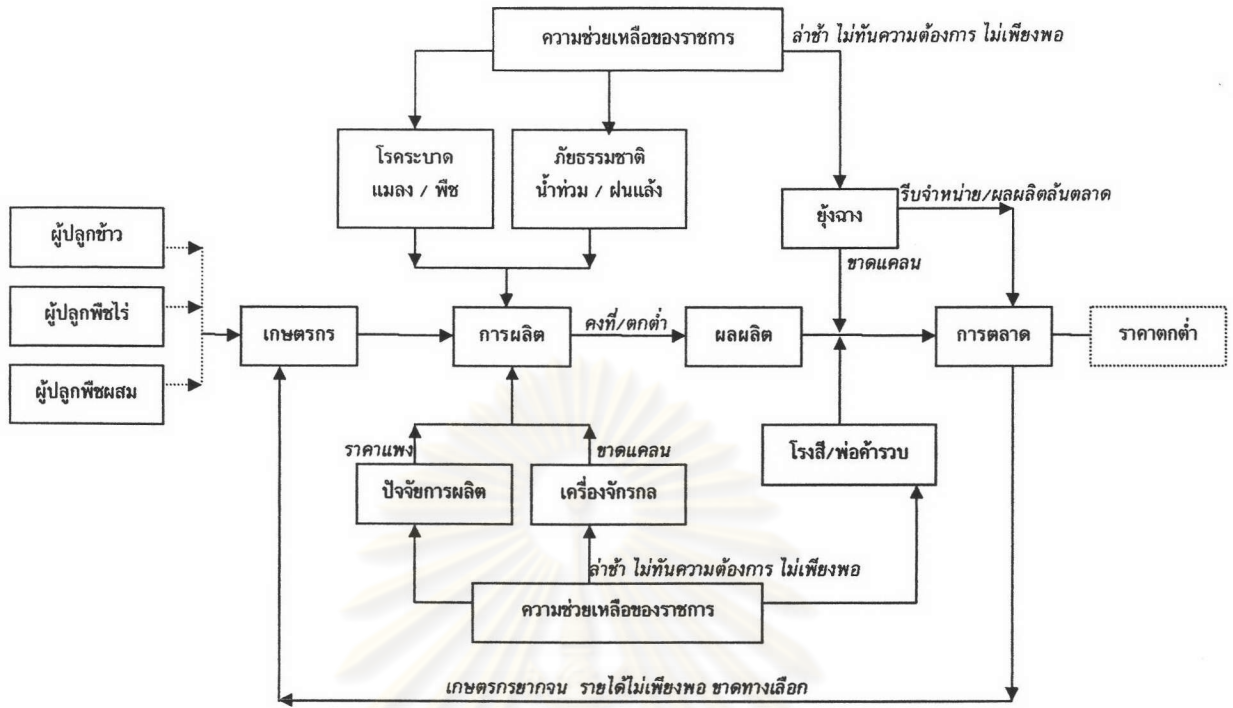 ความช่วยเหลือของราชการ
ล่าช้า ไม่ทันความต้องการ ไม่เพียงพอ
โรคระบาด
แมลง / พืช
ภัยธรรมชาติ
น้ำท่วม / ฝนแล้ง
ยุ้งฉาง
รีบจำหน่าย/ผลผลิตล้นตลาด
ขาดแคลน
ผู้ปลูกข้าว
ผู้ปลูกพืชไร่
ผู้ปลูกพืชผสม
เกษตรกร
การผลิต
คงที่/ตกต่ำ
ผลผลิต
การตลาด
ราคาตกต่ำ
ราคาแพง
ขาดแคลน
ปัจจัยการผลิต
เครื่องจักรกล
โรงสี/พ่อค้ารวบ
ล่าช้า ไม่ทันความต้องการ ไม่เพียงพอ
ความช่วยเหลือของราชการ
เกษตรกรยากจน รายได้ไม่เพียงพอ ขาดทางเลือก